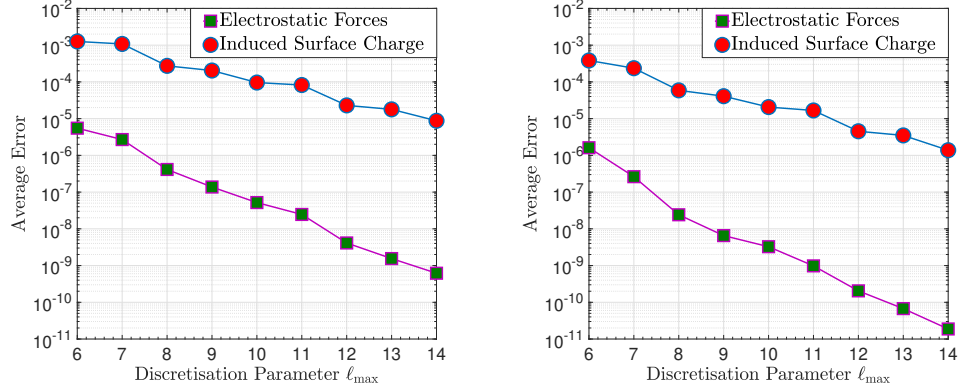 10^-2
Electrostatic Forces
Induced Surface Charge
10^-3
10^-4
10^-5
10^-6
10^-7
10^-8
10^-9
10^-10
10^-11
Average Error
6 7 8 9 10 11 12 13 14
Discretisation Parameter ℓ_max
10^-2
Electrostatic Forces
Induced Surface Charge
10^-3
10^-4
10^-5
10^-6
10^-7
10^-8
10^-9
10^-10
10^-11
Average Error
6 7 8 9 10 11 12 13 14
Discretisation Parameter ℓ_max